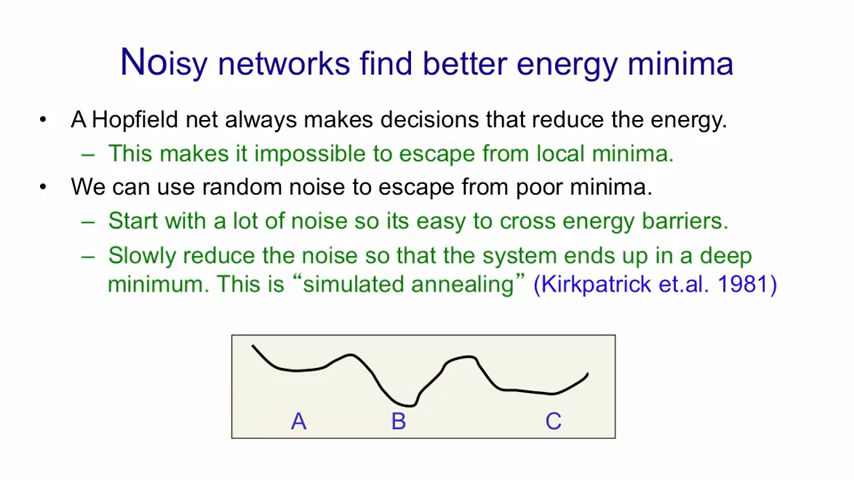 Noisy networks find better energy minima
• A Hopfield net always makes decisions that reduce the energy.
– This makes it impossible to escape from local minima.
• We can use random noise to escape from poor minima.
– Start with a lot of noise so its easy to cross energy barriers.
– Slowly reduce the noise so that the system ends up in a deep
minimum. This is “simulated annealing” (Kirkpatrick et.al. 1981)
A B C